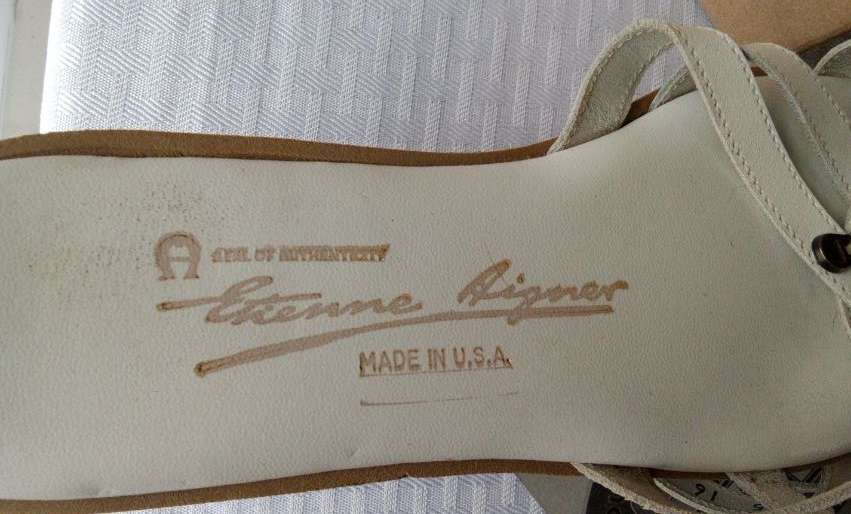 SEAL OF AUTHENTICITY
Etienne Aigner
MADE IN U.S.A.